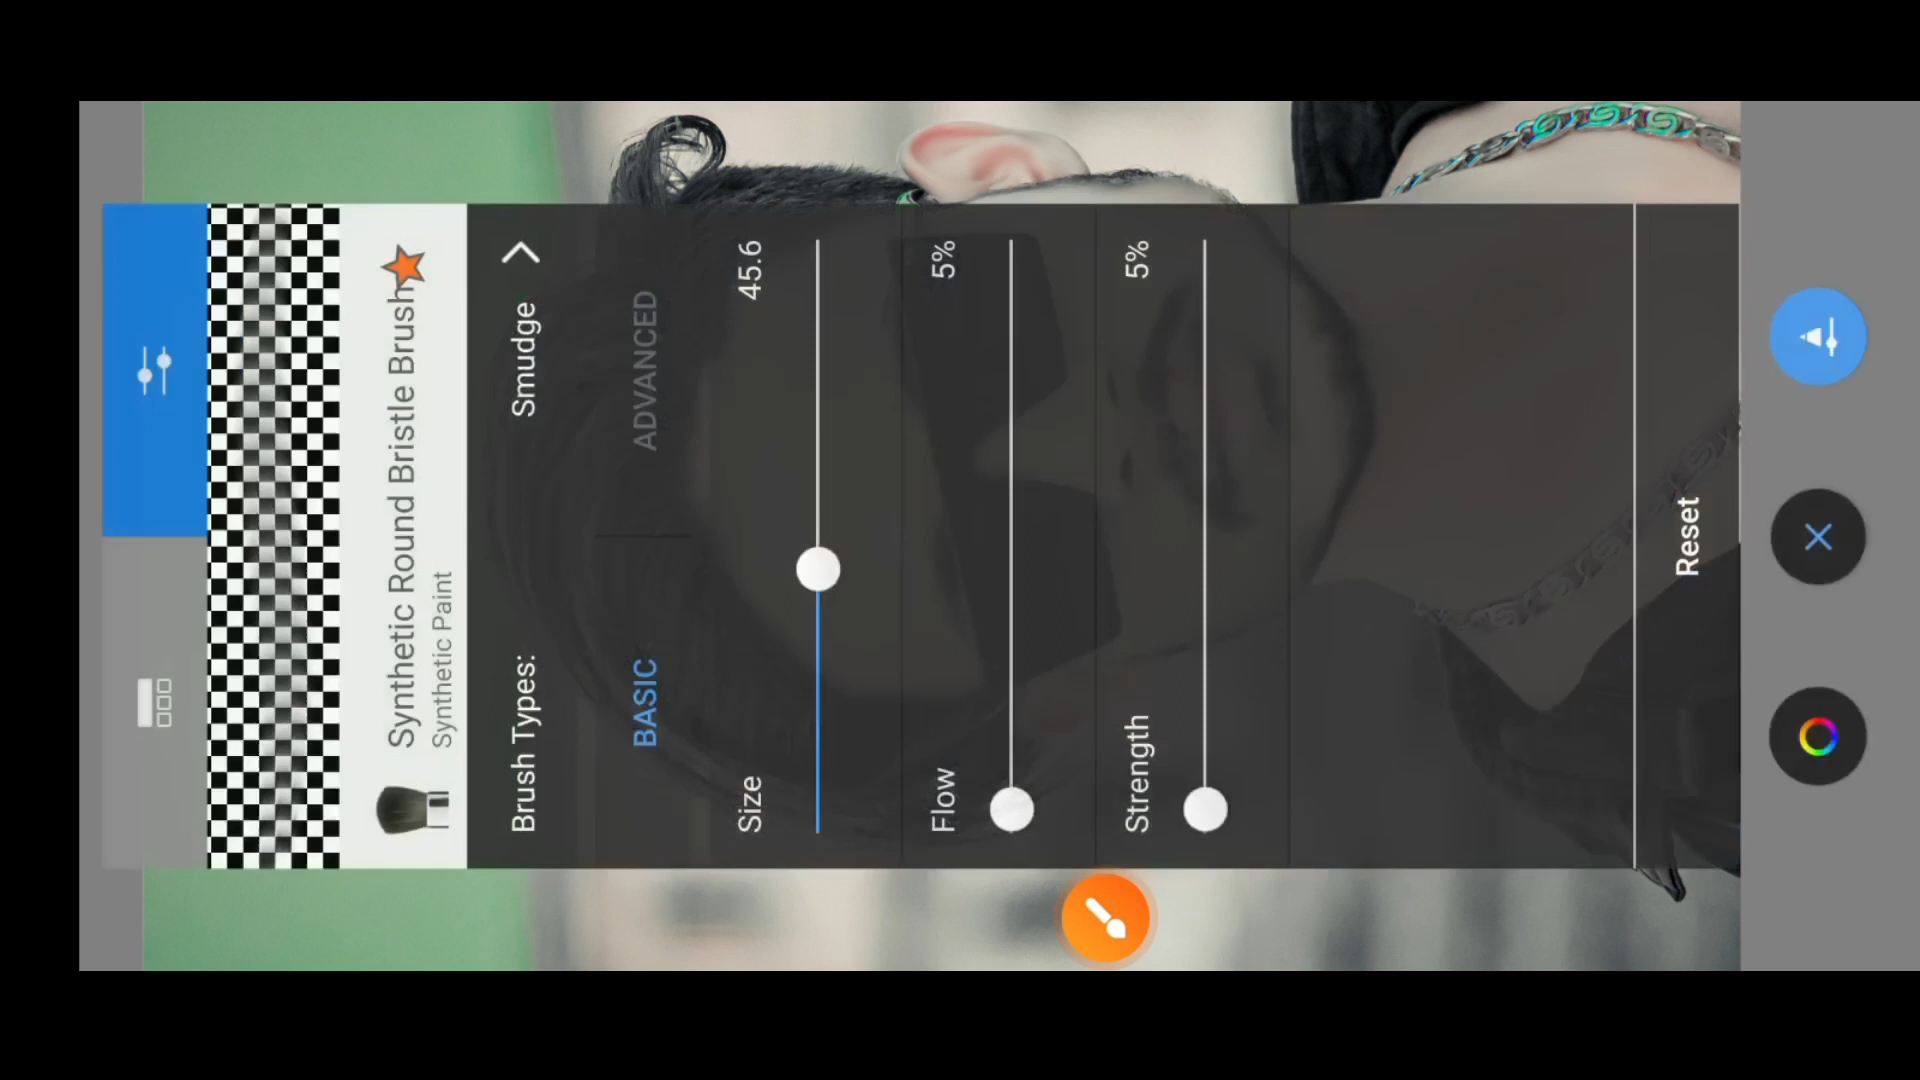 Synthetic Round Bristle Brush
Synthetic Paint
Brush Types: Smudge
BASIC ADVANCED
Size 45.6
Flow 5%
Strength 5%
Reset